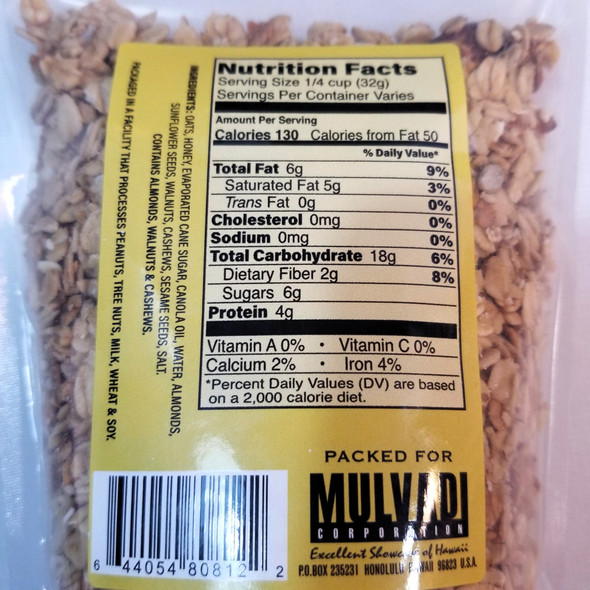 Nutrition Facts
Serving Size 1/4 cup (32g)
Servings Per Container Varies
Amount Per Serving
Calories 130 Calories from Fat 50
% Daily Value*
Total Fat 6g 9%
Saturated Fat 5g 3%
Trans Fat 0g 0%
Cholesterol 0mg 0%
Sodium 0mg 0%
Total Carbohydrate 18g 6%
Dietary Fiber 2g 8%
Sugars 6g
Protein 4g
Vitamin A 0% • Vitamin C 0%
Calcium 2% • Iron 4%
*Percent Daily Values (DV) are based
on a 2,000 calorie diet.
INGREDIENTS: OATS, HONEY, EVAPORATED CANE SUGAR, CANOLA OIL, WATER, ALMONDS,
SUNFLOWER SEEDS, WALNUTS, CASHEWS, SESAME SEEDS, SALT.
CONTAINS ALMONDS, WALNUTS & CASHEWS.
PACKAGED IN A FACILITY THAT PROCESSES PEANUTS, TREE NUTS, MILK, WHEAT & SOY.
PACKED FOR
MULVADI
CORPORATION
Excellent Showcase of Hawaii
P.O.BOX 235231 HONOLULU HAWAII 96823 U.S.A.
6 44054 80812 2